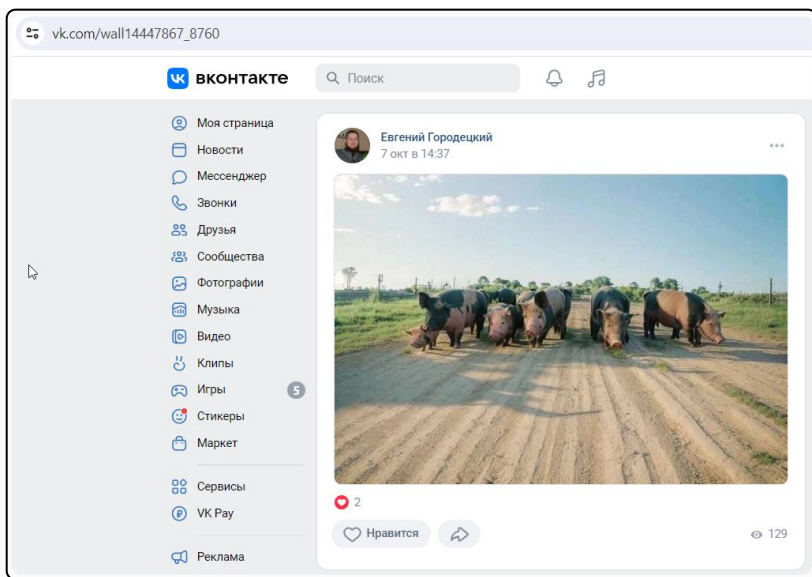 vk.com/wall14447867_8760
вконтакте
Поиск
Моя страница
Новости
Мессенджер
Звонки
Друзья
Сообщества
Фотографии
Музыка
Видео
Клипы
Игры 5
Стикеры
Маркет
Сервисы
VK Pay
Реклама
Евгений Городецкий
7 окт в 14:37
2
Нравится
129